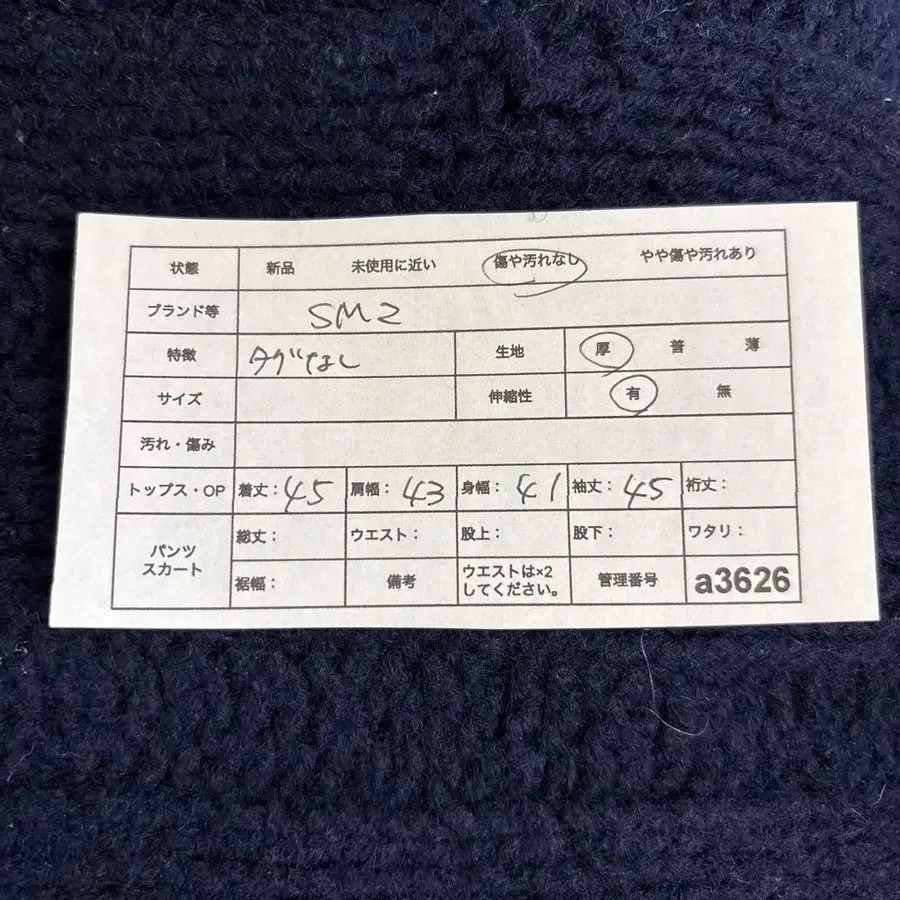 状態 新品 未使用に近い 傷や汚れなし やや傷や汚れあり
ブランド等 SM2
特徴 タグなし 生地 厚 普 薄
サイズ 伸縮性 有 無
汚れ・傷み
トップス・OP 着丈：45 肩幅：43 身幅：41 袖丈：45 裄丈：
パンツ
スカート
総丈： ウエスト： 股上： 股下： ワタリ：
裾幅： 備考 ウエストは×2
してください。 管理番号 a3626